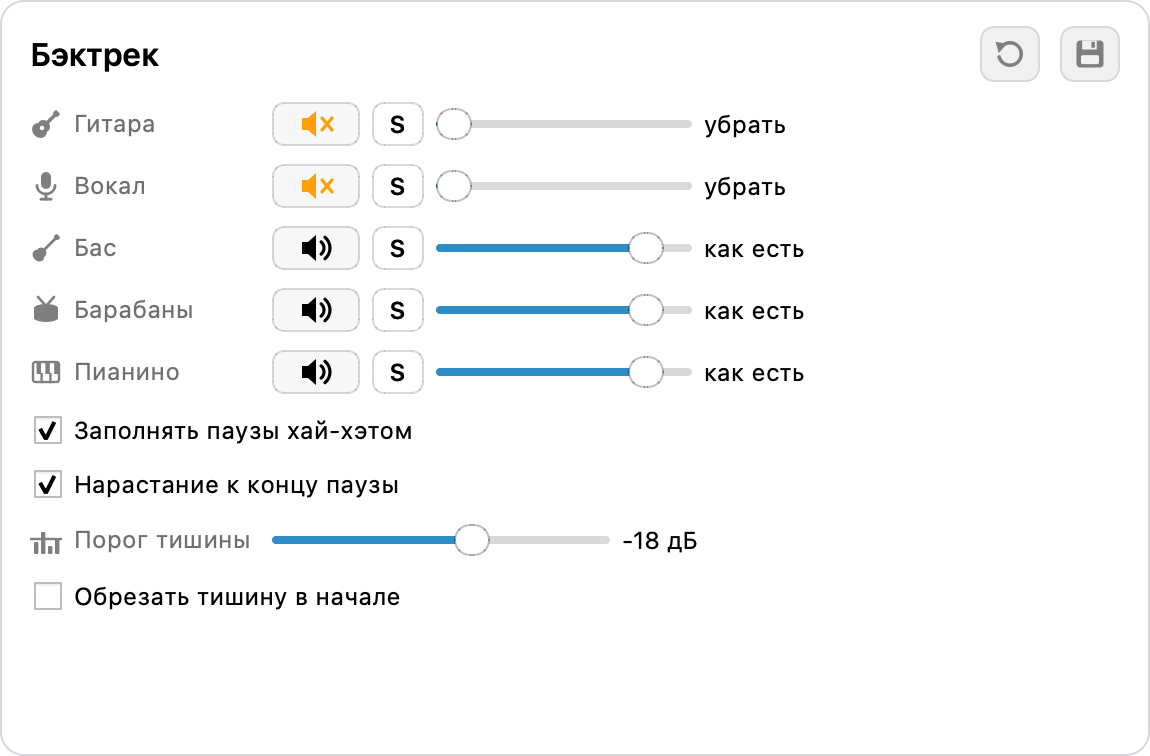 Бэктрек
Гитара S убрать
Вокал S убрать
Бас S как есть
Барабаны S как есть
Пианино S как есть
Заполнять паузы хай-хэтом
Нарастание к концу паузы
Порог тишины -18 дБ
Обрезать тишину в начале